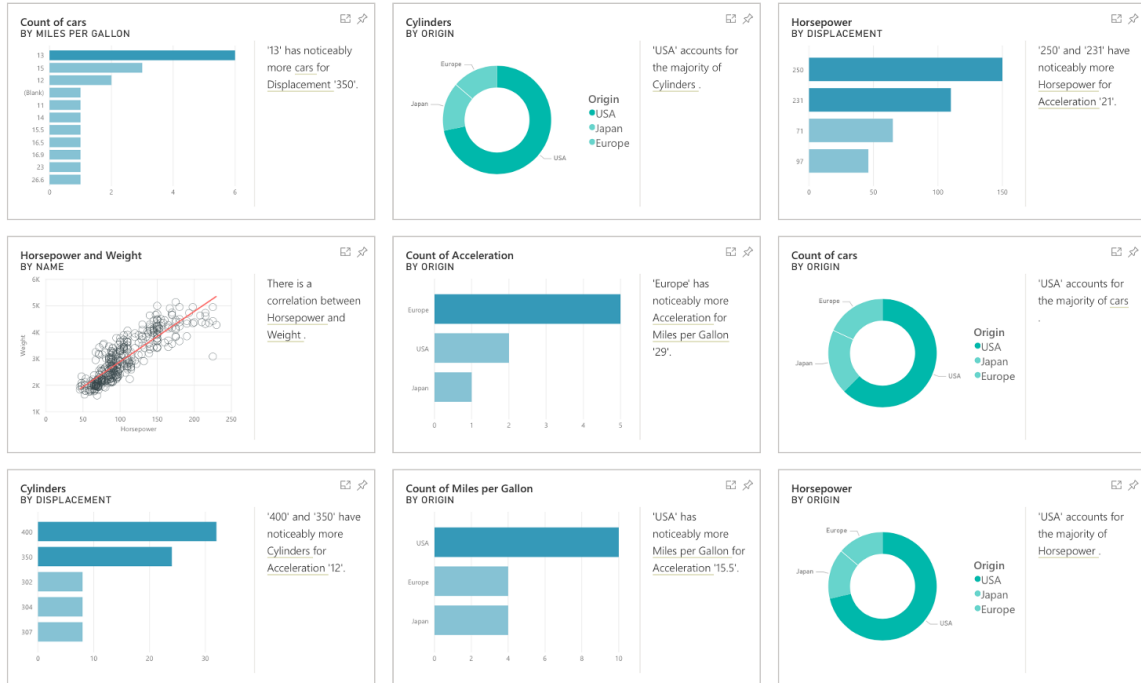 Count of cars
BY MILES PER GALLON
13
15
12
(Blank)
11
14
15.5
16.5
16.9
23
26.6
0
2
4
6
'13' has noticeably
more cars for
Displacement '350'.
Cylinders
BY ORIGIN
Europe
Japan
USA
Origin
USA
Japan
Europe
'USA' accounts for
the majority of
Cylinders .
Horsepower
BY DISPLACEMENT
250
231
71
97
0
50
100
150
'250' and '231' have
noticeably more
Horsepower for
Acceleration '21'.
Horsepower and Weight
BY NAME
6K
5K
4K
3K
2K
1K
Weight
0
50
100
150
200
250
Horsepower
There is a
correlation between
Horsepower and
Weight .
Count of Acceleration
BY ORIGIN
Europe
USA
Japan
0
1
2
3
4
5
'Europe' has
noticeably more
Acceleration for
Miles per Gallon
'29'.
Count of cars
BY ORIGIN
Europe
Japan
USA
Origin
USA
Japan
Europe
'USA' accounts for
the majority of cars
.
Cylinders
BY DISPLACEMENT
400
350
302
304
307
0
10
20
30
'400' and '350' have
noticeably more
Cylinders for
Acceleration '12'.
Count of Miles per Gallon
BY ORIGIN
USA
Europe
Japan
0
2
4
6
8
10
'USA' has
noticeably more
Miles per Gallon for
Acceleration '15.5'.
Horsepower
BY ORIGIN
Europe
Japan
USA
Origin
USA
Japan
Europe
'USA' accounts for
the majority of
Horsepower .